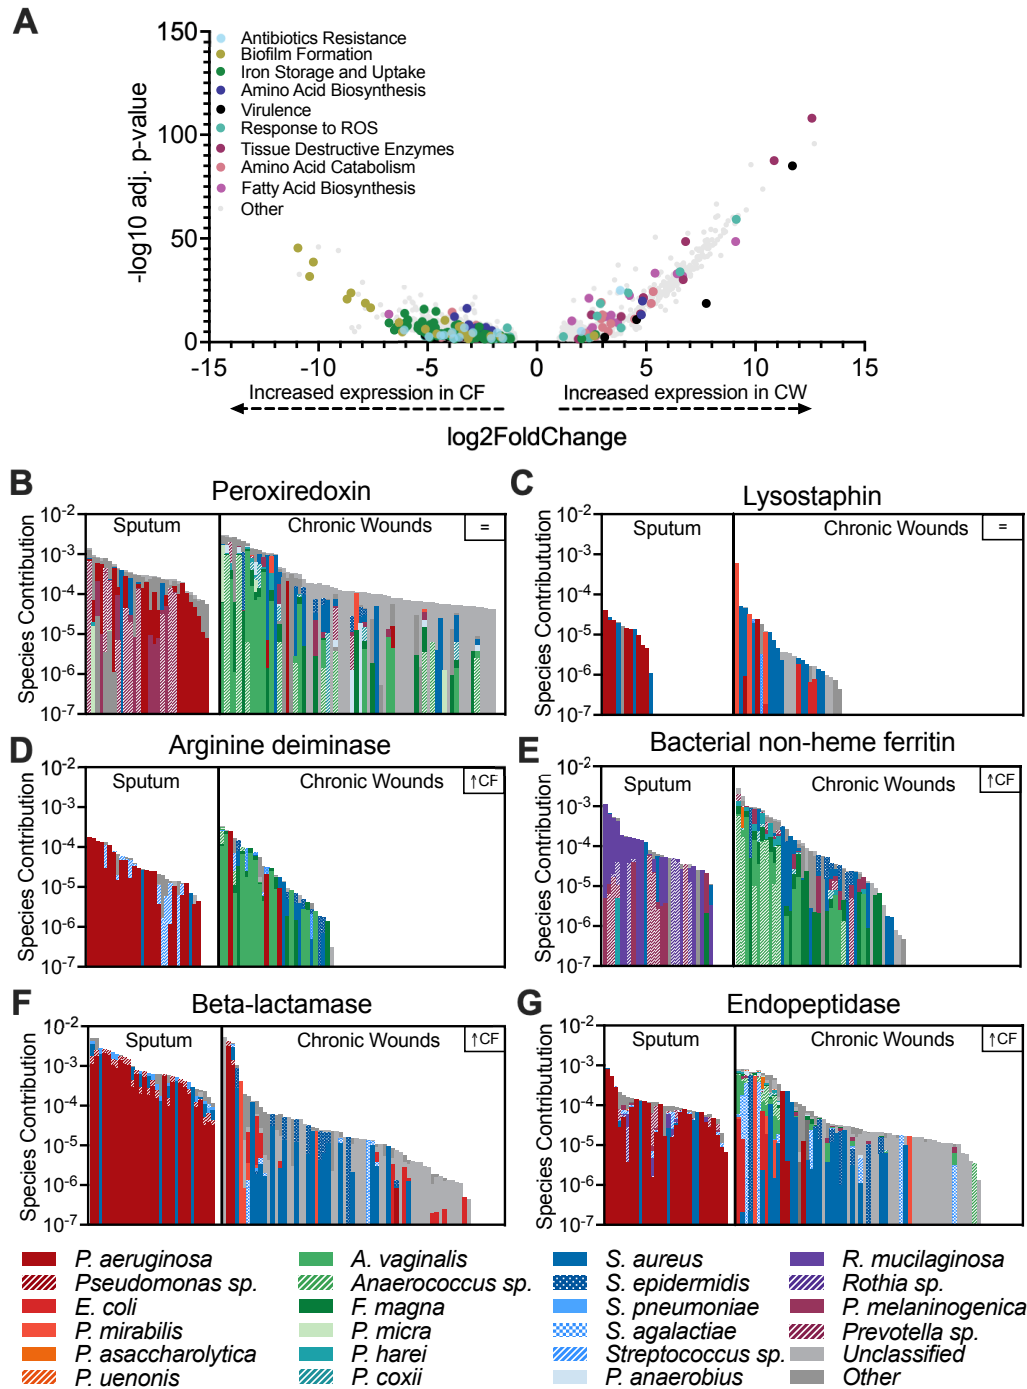 A
150
100
50
0
-log10 adj. p-value
Antibiotics Resistance
Biofilm Formation
Iron Storage and Uptake
Amino Acid Biosynthesis
Virulence
Response to ROS
Tissue Destructive Enzymes
Amino Acid Catabolism
Fatty Acid Biosynthesis
Other
-15 -10 -5 0 5 10 15
Increased expression in CF
Increased expression in CW
log2FoldChange
B
Peroxiredoxin
Species Contribution
10-2
10-3
10-4
10-5
10-6
10-7
Sputum
Chronic Wounds
=
C
Lysostaphin
Species Contribution
10-2
10-3
10-4
10-5
10-6
10-7
Sputum
Chronic Wounds
=
D
Arginine deiminase
Species Contribution
10-2
10-3
10-4
10-5
10-6
10-7
Sputum
Chronic Wounds
↑CF
E
Bacterial non-heme ferritin
Species Contribution
10-2
10-3
10-4
10-5
10-6
10-7
Sputum
Chronic Wounds
↑CF
F
Beta-lactamase
Species Contribution
10-2
10-3
10-4
10-5
10-6
10-7
Sputum
Chronic Wounds
↑CF
G
Endopeptidase
Species Contributution
10-2
10-3
10-4
10-5
10-6
10-7
Sputum
Chronic Wounds
↑CF
P. aeruginosa
Pseudomonas sp.
E. coli
P. mirabilis
P. asaccharolytica
P. uenonis
A. vaginalis
Anaerococcus sp.
F. magna
P. micra
P. harei
P. coxii
S. aureus
S. epidermidis
S. pneumoniae
S. agalactiae
Streptococcus sp.
P. anaerobius
R. mucilaginosa
Rothia sp.
P. melaninogenica
Prevotella sp.
Unclassified
Other